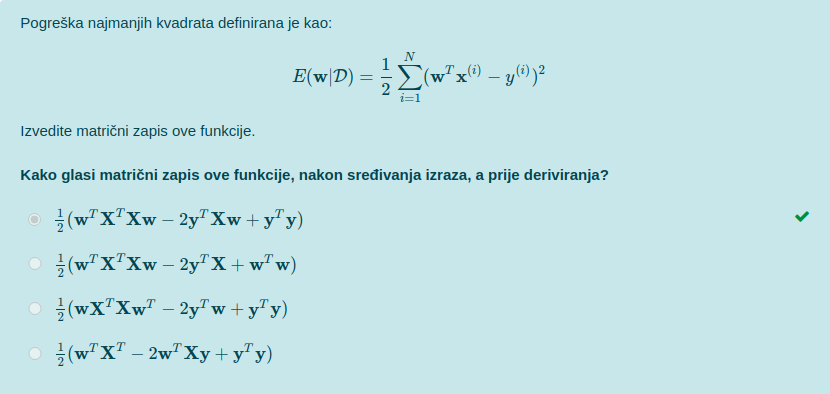 Pogreška najmanjih kvadrata definirana je kao:
$E(\mathbf{w}|\mathcal{D}) = \frac{1}{2} \sum_{i=1}^{N} (\mathbf{w}^T \mathbf{x}^{(i)} - y^{(i)})^2$
Izvedite matrični zapis ove funkcije.
Kako glasi matrični zapis ove funkcije, nakon sređivanja izraza, a prije deriviranja?
$\frac{1}{2}(\mathbf{w}^T\mathbf{X}^T\mathbf{X}\mathbf{w} - 2\mathbf{y}^T\mathbf{X}\mathbf{w} + \mathbf{y}^T\mathbf{y})$
$\frac{1}{2}(\mathbf{w}^T\mathbf{X}^T\mathbf{X}\mathbf{w} - 2\mathbf{y}^T\mathbf{X} + \mathbf{w}^T\mathbf{w})$
$\frac{1}{2}(\mathbf{w}\mathbf{X}^T\mathbf{X}\mathbf{w}^T - 2\mathbf{y}^T\mathbf{w} + \mathbf{y}^T\mathbf{y})$
$\frac{1}{2}(\mathbf{w}^T\mathbf{X}^T - 2\mathbf{w}^T\mathbf{X}\mathbf{y} + \mathbf{y}^T\mathbf{y})$